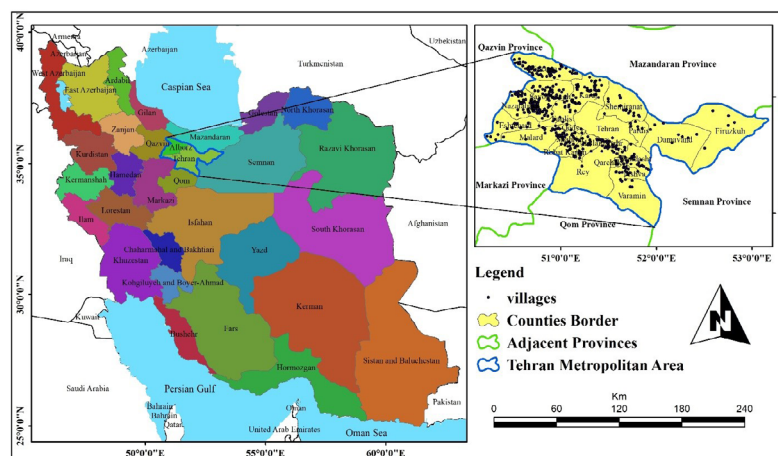 Armenia
Azerbaijan
Azerbaijan
Uzbekistan
Turkmenistan
West Azerbaijan
East Azerbaijan
Ardabil
Caspian Sea
Gilan
Golestan
North Khorasan
Zanjan
Mazandaran
Qazvin
Alborz
Tehran
Razavi Khorasan
Kurdistan
Semnan
Hamedan
Qom
Kermanshah
Markazi
Lorestan
Isfahan
Ilam
South Khorasan
Afghanistan
Chaharmahal and Bakhtiari
Yazd
Iraq
Khuzestan
Kohgiluyeh and Boyer-Ahmad
Kerman
Kuwait
Bushehr
Fars
Sistan and Baluchestan
Hormozgan
Persian Gulf
Saudi Arabia
Pakistan
Bahrain
Bahrain
Oman
Qatar
United Arab Emirates
Oman Sea
40°0'0"N
35°0'0"N
30°0'0"N
25°0'0"N
50°0'0"E
55°0'0"E
60°0'0"E
Qazvin Province
Mazandaran Province
Karaj
Shemiranat
Tehran
Pardis
Damavand
Firuzkuh
Malard
Rey
Varamin
Markazi Province
Semnan Province
Qom Province
51°0'0"E
52°0'0"E
53°0'0"E
Legend
villages
Counties Border
Adjacent Provinces
Tehran Metropolitan Area
N
Km
0 60 120 180 240